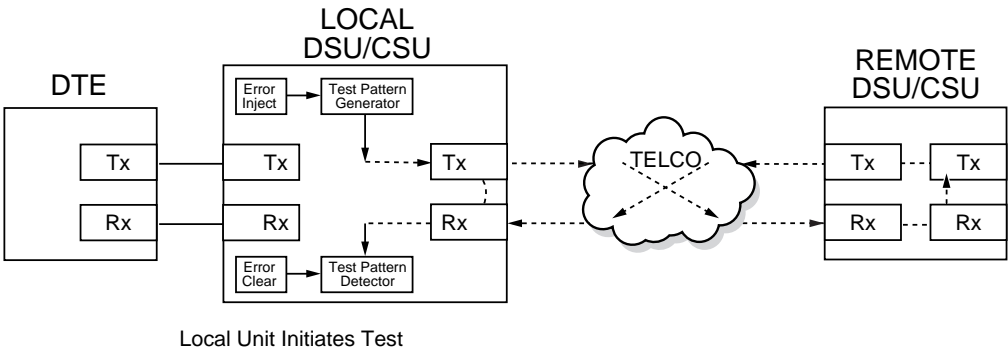 LOCAL
DSU/CSU
REMOTE
DSU/CSU
DTE
Error
Inject
Test Pattern
Generator
Tx
Tx
Tx
TELCO
Tx
Tx
Rx
Rx
Rx
Rx
Rx
Error
Clear
Test Pattern
Detector
Local Unit Initiates Test